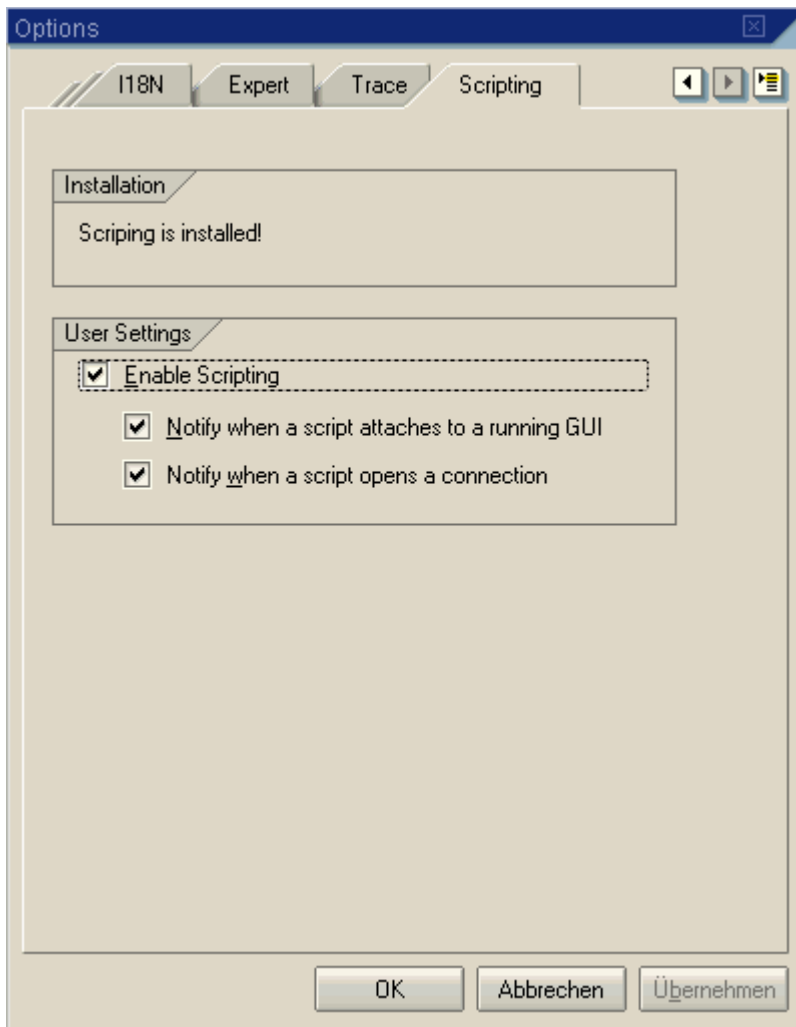 Options
I18N Expert Trace Scripting
Installation
Scriping is installed!
User Settings
Enable Scripting
Notify when a script attaches to a running GUI
Notify when a script opens a connection
OK Abbrechen Übernehmen